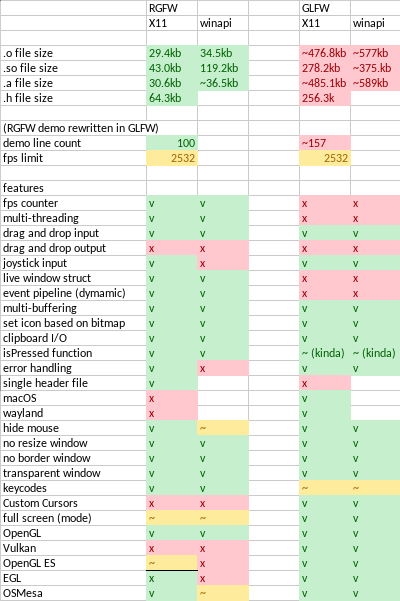 RGFW GLFW
X11 winapi X11 winapi
.o file size 29.4kb 34.5kb ~476.8kb ~577kb
.so file size 43.0kb 119.2kb 278.2kb ~375.kb
.a file size 30.6kb ~36.5kb ~485.1kb ~589kb
.h file size 64.3kb 256.3k
(RGFW demo rewritten in GLFW)
demo line count 100 ~157
fps limit 2532 2532
features
fps counter v v x x
multi-threading v v x x
drag and drop input v v v v
drag and drop output x x x x
joystick input v x v v
live window struct v v x x
event pipeline (dymamic) v v x x
multi-buffering v v v v
set icon based on bitmap v v v v
clipboard I/O v v v v
isPressed function v v ~ (kinda) ~ (kinda)
error handling v x v v
single header file v x
macOS x v
wayland x v
hide mouse v ~ v v
no resize window v v v v
no border window v v v v
transparent window v v v v
keycodes v v ~ ~
Custom Cursors x x v v
full screen (mode) ~ ~ v v
OpenGL v v v v
Vulkan x x v v
OpenGL ES ~ x v v
EGL x x v v
OSMesa v ~ v v